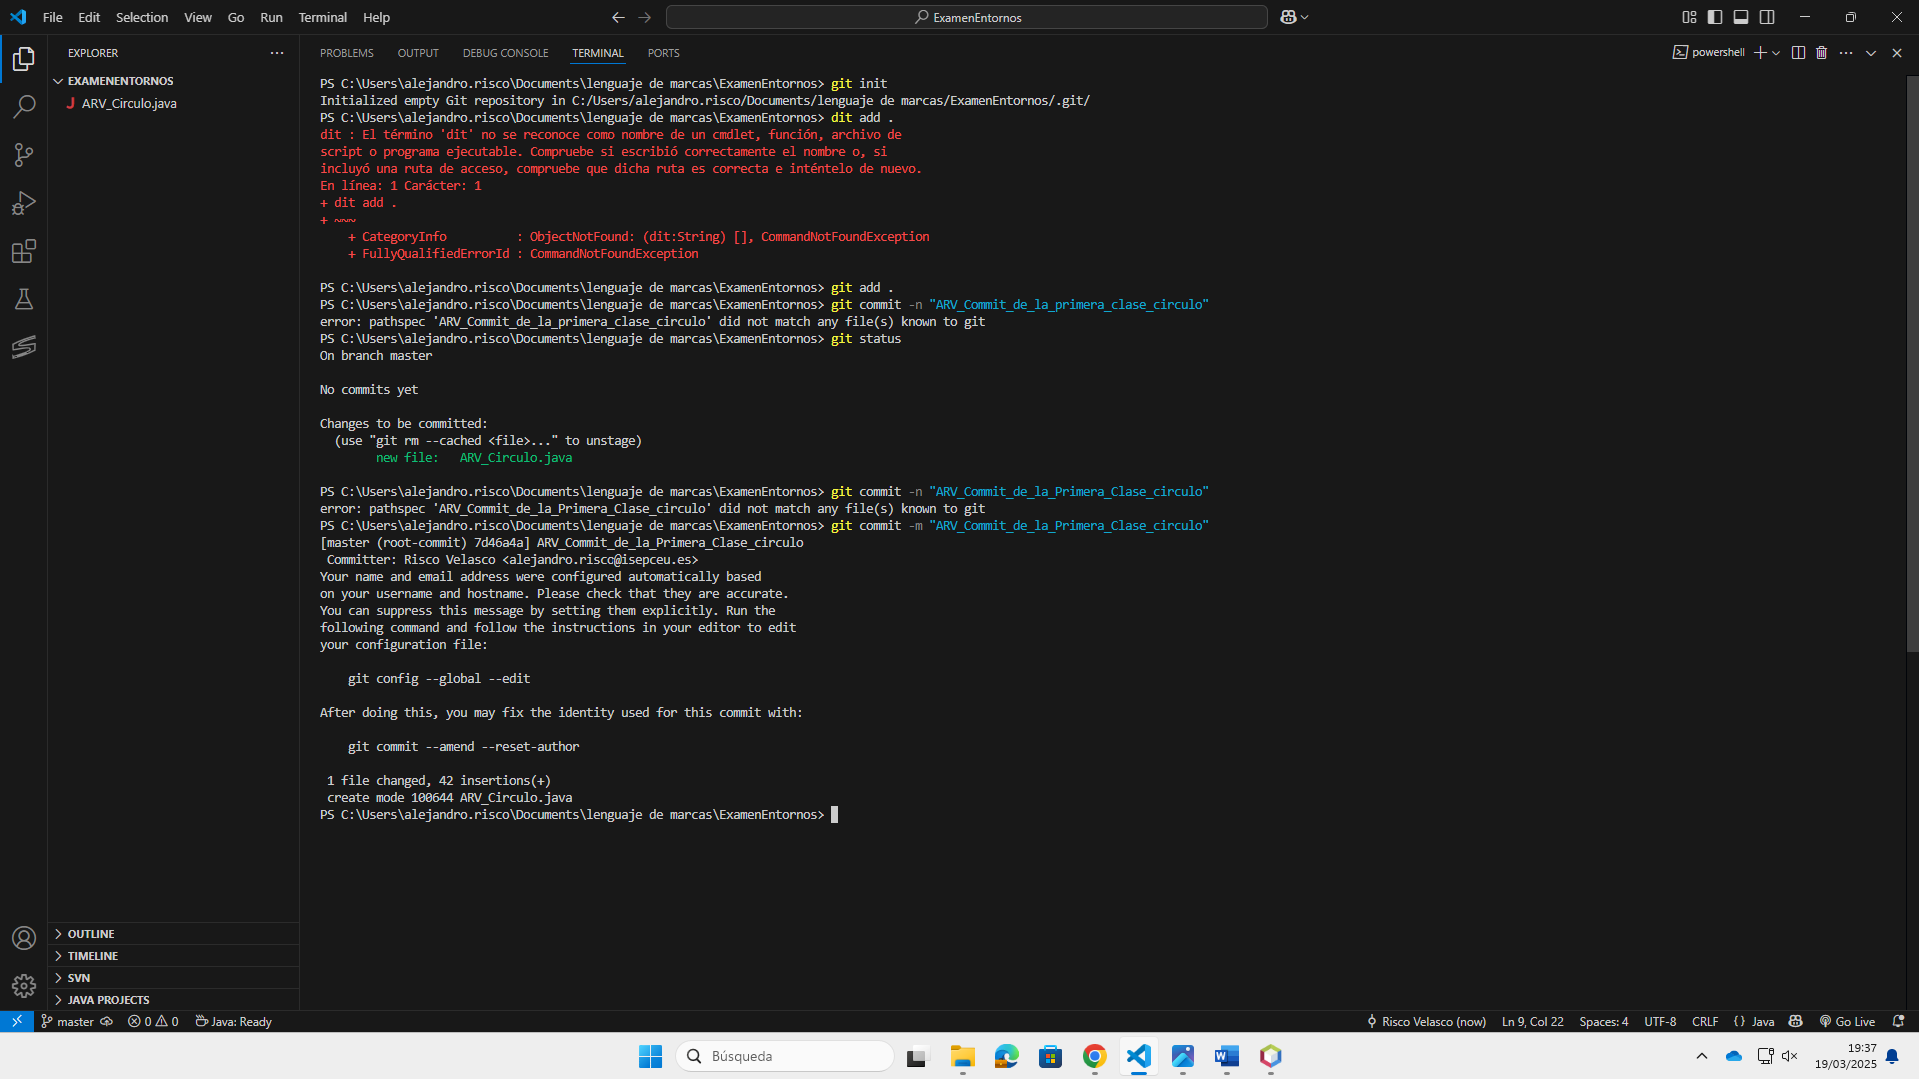 File Edit Selection View Go Run Terminal Help
ExamenEntornos
EXPLORER
EXAMENENTORNOS
J ARV_Circulo.java
PROBLEMS OUTPUT DEBUG CONSOLE TERMINAL PORTS
powershell
PS C:\Users\alejandro.risco\Documents\lenguaje de marcas\ExamenEntornos> git init
Initialized empty Git repository in C:/Users/alejandro.risco/Documents/lenguaje de marcas/ExamenEntornos/.git/
PS C:\Users\alejandro.risco\Documents\lenguaje de marcas\ExamenEntornos> dit add .
dit : El término 'dit' no se reconoce como nombre de un cmdlet, función, archivo de
script o programa ejecutable. Compruebe si escribió correctamente el nombre o, si
incluyó una ruta de acceso, compruebe que dicha ruta es correcta e inténtelo de nuevo.
En línea: 1 Carácter: 1
+ dit add .
+ ~~~
    + CategoryInfo          : ObjectNotFound: (dit:String) [], CommandNotFoundException
    + FullyQualifiedErrorId : CommandNotFoundException
PS C:\Users\alejandro.risco\Documents\lenguaje de marcas\ExamenEntornos> git add .
PS C:\Users\alejandro.risco\Documents\lenguaje de marcas\ExamenEntornos> git commit -n "ARV_Commit_de_la_primera_clase_circulo"
error: pathspec 'ARV_Commit_de_la_primera_clase_circulo' did not match any file(s) known to git
PS C:\Users\alejandro.risco\Documents\lenguaje de marcas\ExamenEntornos> git status
On branch master
No commits yet
Changes to be committed:
  (use "git rm --cached <file>..." to unstage)
        new file:   ARV_Circulo.java
PS C:\Users\alejandro.risco\Documents\lenguaje de marcas\ExamenEntornos> git commit -n "ARV_Commit_de_la_Primera_Clase_circulo"
error: pathspec 'ARV_Commit_de_la_Primera_Clase_circulo' did not match any file(s) known to git
PS C:\Users\alejandro.risco\Documents\lenguaje de marcas\ExamenEntornos> git commit -m "ARV_Commit_de_la_Primera_Clase_circulo"
[master (root-commit) 7d46a4a] ARV_Commit_de_la_Primera_Clase_circulo
 Committer: Risco Velasco <alejandro.risco@isepceu.es>
Your name and email address were configured automatically based
on your username and hostname. Please check that they are accurate.
You can suppress this message by setting them explicitly. Run the
following command and follow the instructions in your editor to edit
your configuration file:
    git config --global --edit
After doing this, you may fix the identity used for this commit with:
    git commit --amend --reset-author
 1 file changed, 42 insertions(+)
 create mode 100644 ARV_Circulo.java
PS C:\Users\alejandro.risco\Documents\lenguaje de marcas\ExamenEntornos>
OUTLINE
TIMELINE
SVN
JAVA PROJECTS
master 0 0 Java: Ready Risco Velasco (now) Ln 9, Col 22 Spaces: 4 UTF-8 CRLF {} Java Go Live
Búsqueda
19:37
19/03/2025